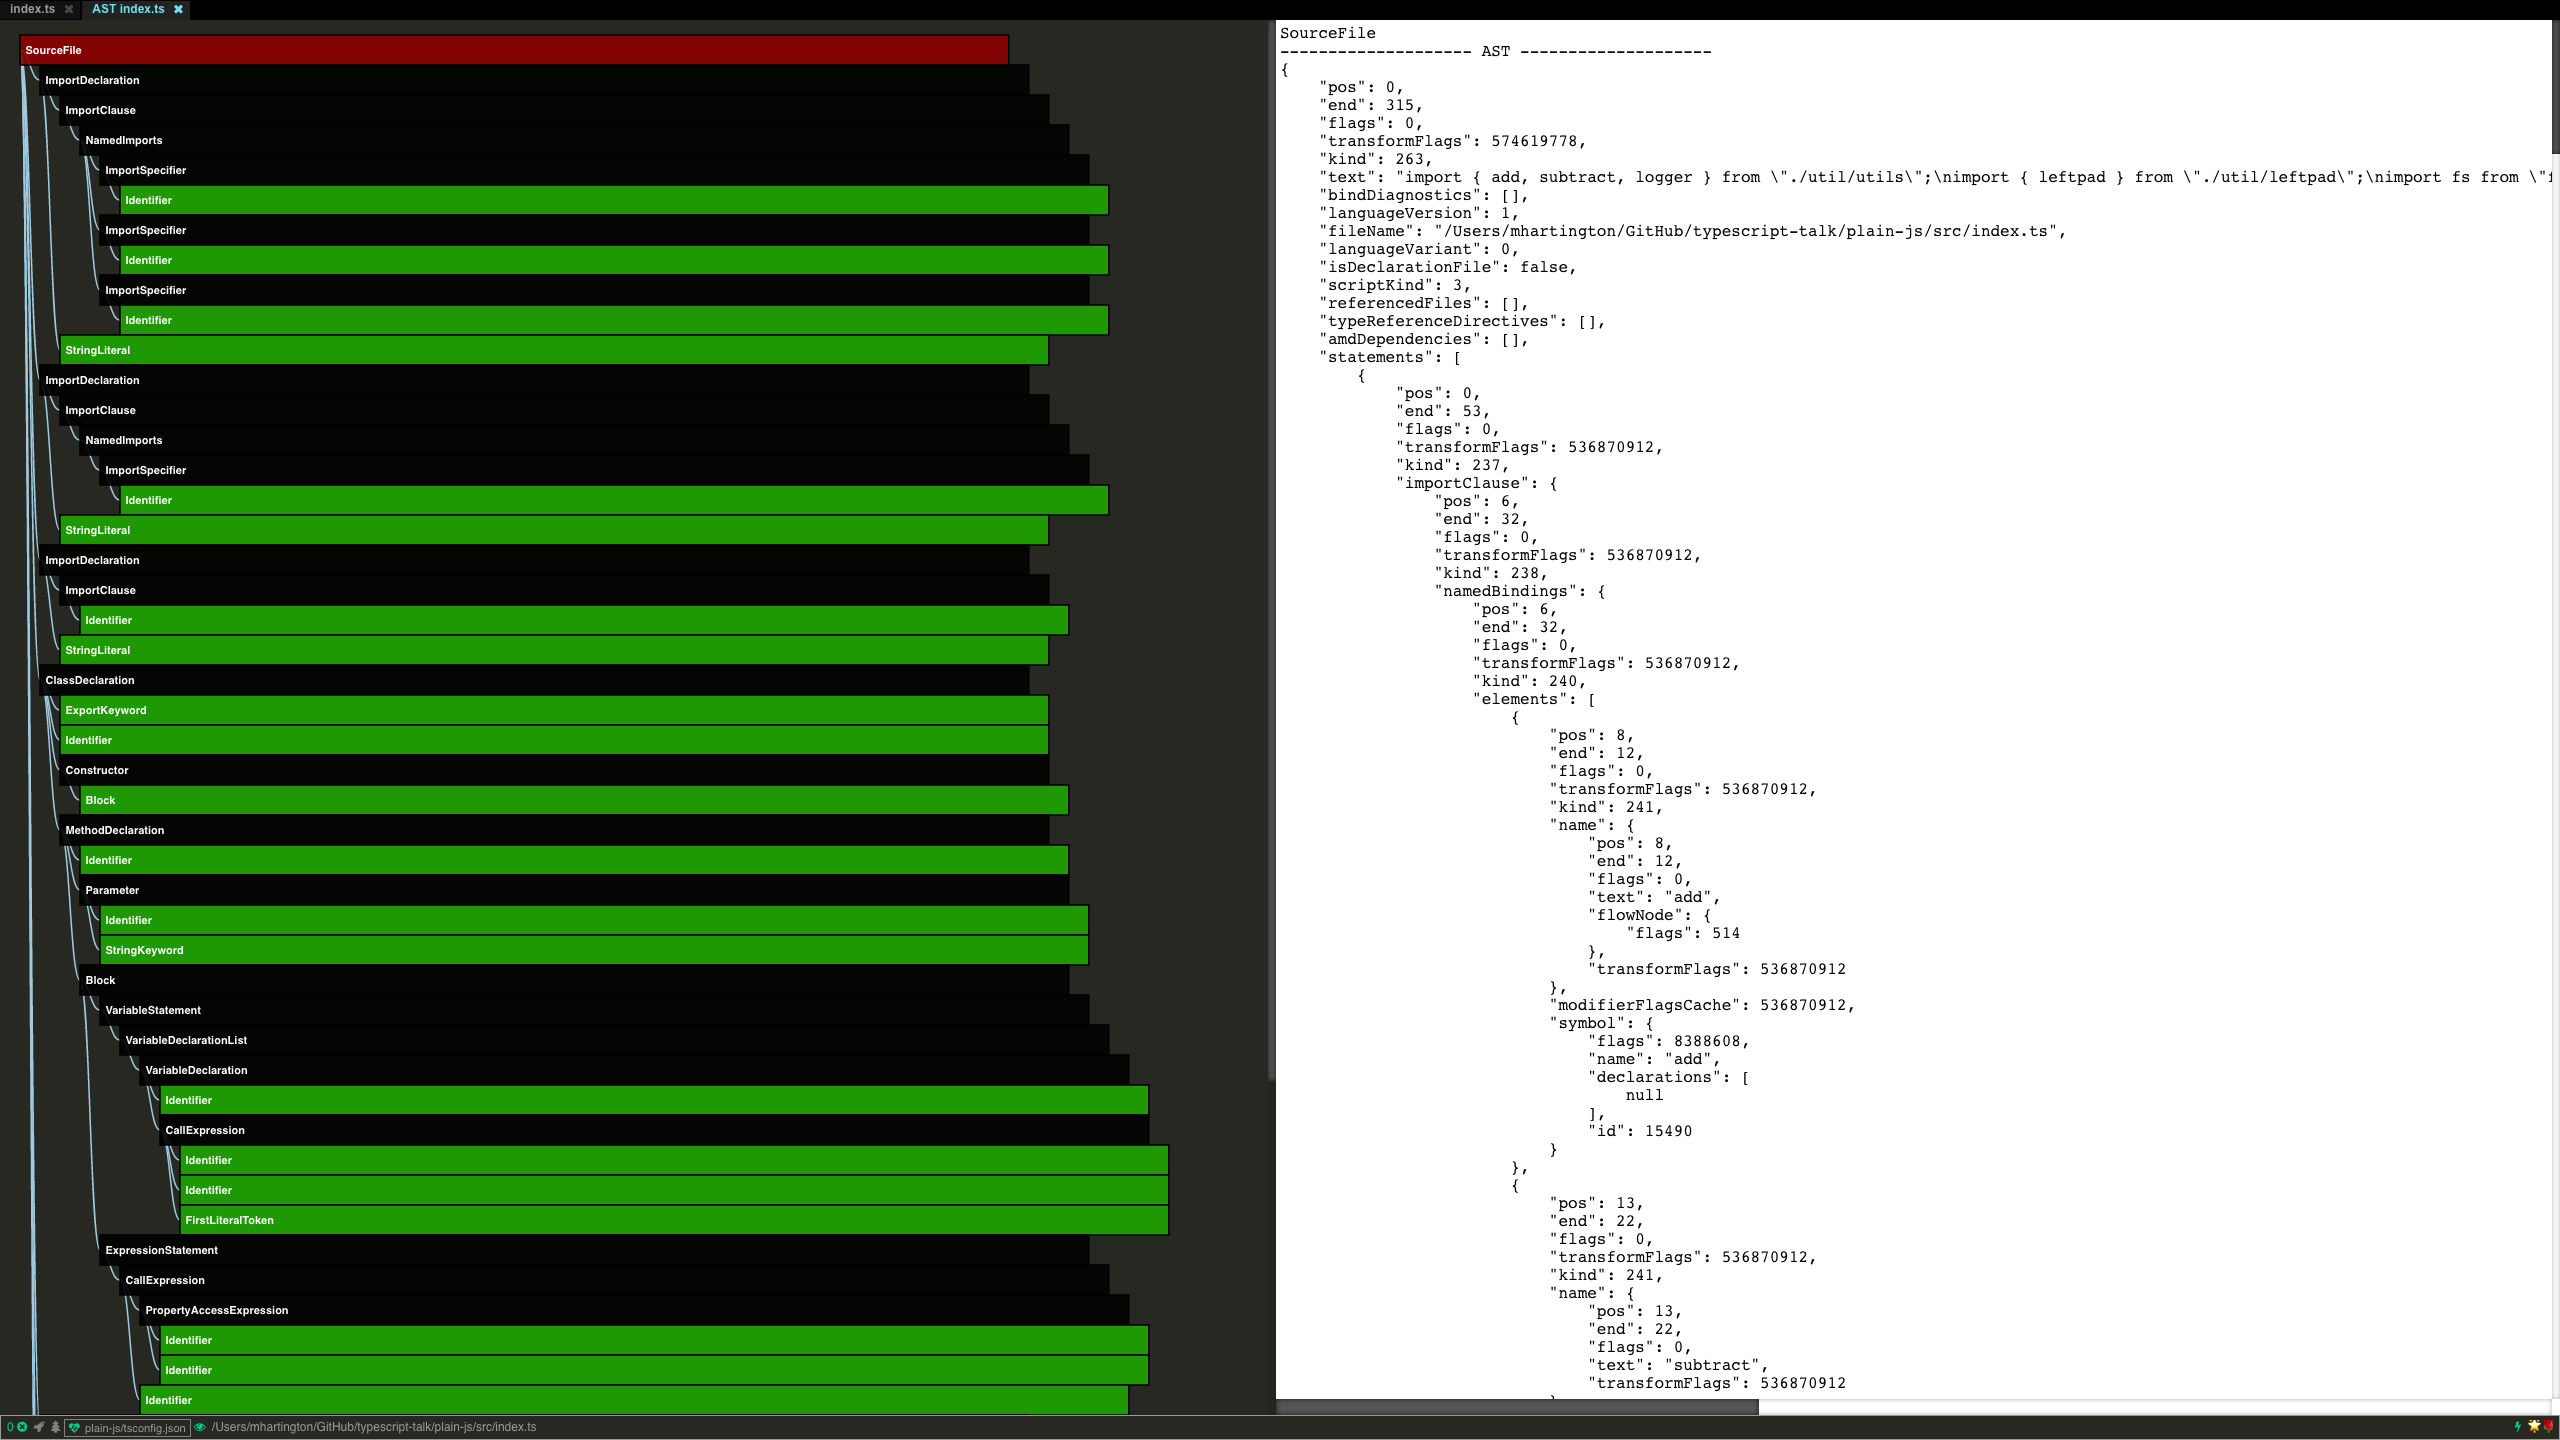 index.ts
AST index.ts
SourceFile
ImportDeclaration
ImportClause
NamedImports
ImportSpecifier
Identifier
ImportSpecifier
Identifier
ImportSpecifier
Identifier
StringLiteral
ImportDeclaration
ImportClause
NamedImports
ImportSpecifier
Identifier
StringLiteral
ImportDeclaration
ImportClause
Identifier
StringLiteral
ClassDeclaration
ExportKeyword
Identifier
Constructor
Block
MethodDeclaration
Identifier
Parameter
Identifier
StringKeyword
Block
VariableStatement
VariableDeclarationList
VariableDeclaration
Identifier
CallExpression
Identifier
Identifier
FirstLiteralToken
ExpressionStatement
CallExpression
PropertyAccessExpression
Identifier
Identifier
Identifier
SourceFile
-------------------- AST --------------------
{
"pos": 0,
"end": 315,
"flags": 0,
"transformFlags": 574619778,
"kind": 263,
"text": "import { add, subtract, logger } from \"./util/utils\";\nimport { leftpad } from \"./util/leftpad\";\nimport fs from \"f
"bindDiagnostics": [],
"languageVersion": 1,
"fileName": "/Users/mhartington/GitHub/typescript-talk/plain-js/src/index.ts",
"languageVariant": 0,
"isDeclarationFile": false,
"scriptKind": 3,
"referencedFiles": [],
"typeReferenceDirectives": [],
"amdDependencies": [],
"statements": [
{
"pos": 0,
"end": 53,
"flags": 0,
"transformFlags": 536870912,
"kind": 237,
"importClause": {
"pos": 6,
"end": 32,
"flags": 0,
"transformFlags": 536870912,
"kind": 238,
"namedBindings": {
"pos": 6,
"end": 32,
"flags": 0,
"transformFlags": 536870912,
"kind": 240,
"elements": [
{
"pos": 8,
"end": 12,
"flags": 0,
"transformFlags": 536870912,
"kind": 241,
"name": {
"pos": 8,
"end": 12,
"flags": 0,
"text": "add",
"flowNode": {
"flags": 514
},
"transformFlags": 536870912
},
"modifierFlagsCache": 536870912,
"symbol": {
"flags": 8388608,
"name": "add",
"declarations": [
null
],
"id": 15490
}
},
{
"pos": 13,
"end": 22,
"flags": 0,
"transformFlags": 536870912,
"kind": 241,
"name": {
"pos": 13,
"end": 22,
"flags": 0,
"text": "subtract",
"transformFlags": 536870912
0 plain-js/tsconfig.json /Users/mhartington/GitHub/typescript-talk/plain-js/src/index.ts